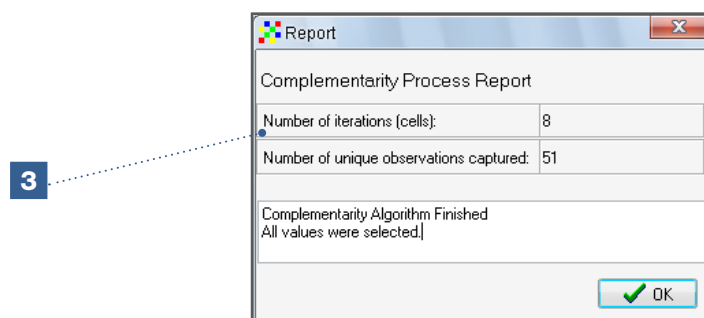 Report
Complementarity Process Report
Number of iterations (cells): 8
Number of unique observations captured: 51
3
Complementarity Algorithm Finished
All values were selected.
OK